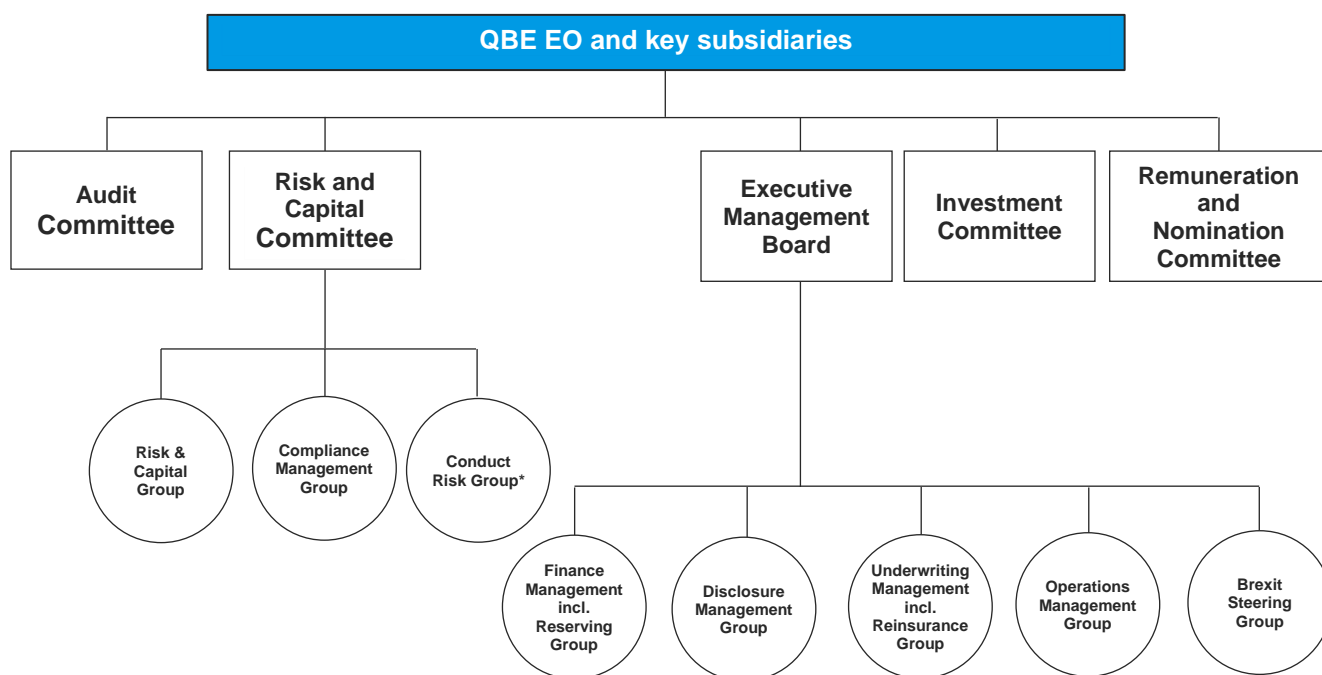 QBE EO and key subsidiaries
Audit
Committee
Risk and
Capital
Committee
Executive
Management
Board
Investment
Committee
Remuneration
and
Nomination
Committee
Risk &
Capital
Group
Compliance
Management
Group
Conduct
Risk Group*
Finance
Management
incl.
Reserving
Group
Disclosure
Management
Group
Underwriting
Management
incl.
Reinsurance
Group
Operations
Management
Group
Brexit
Steering
Group